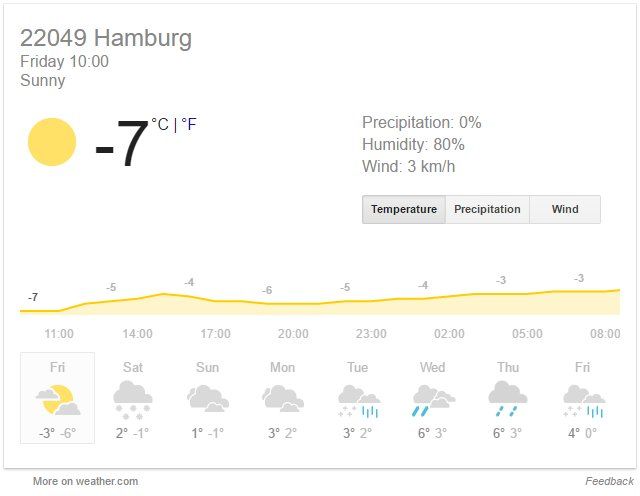 22049 Hamburg
Friday 10:00
Sunny
-7 °C | °F
Precipitation: 0%
Humidity: 80%
Wind: 3 km/h
Temperature Precipitation Wind
-7 -5 -4 -6 -5 -4 -3 -3
11:00 14:00 17:00 20:00 23:00 02:00 05:00 08:00
Fri Sat Sun Mon Tue Wed Thu Fri
-3° -6° 2° -1° 1° -1° 3° 2° 3° 2° 6° 3° 6° 3° 4° 0°
More on weather.com Feedback